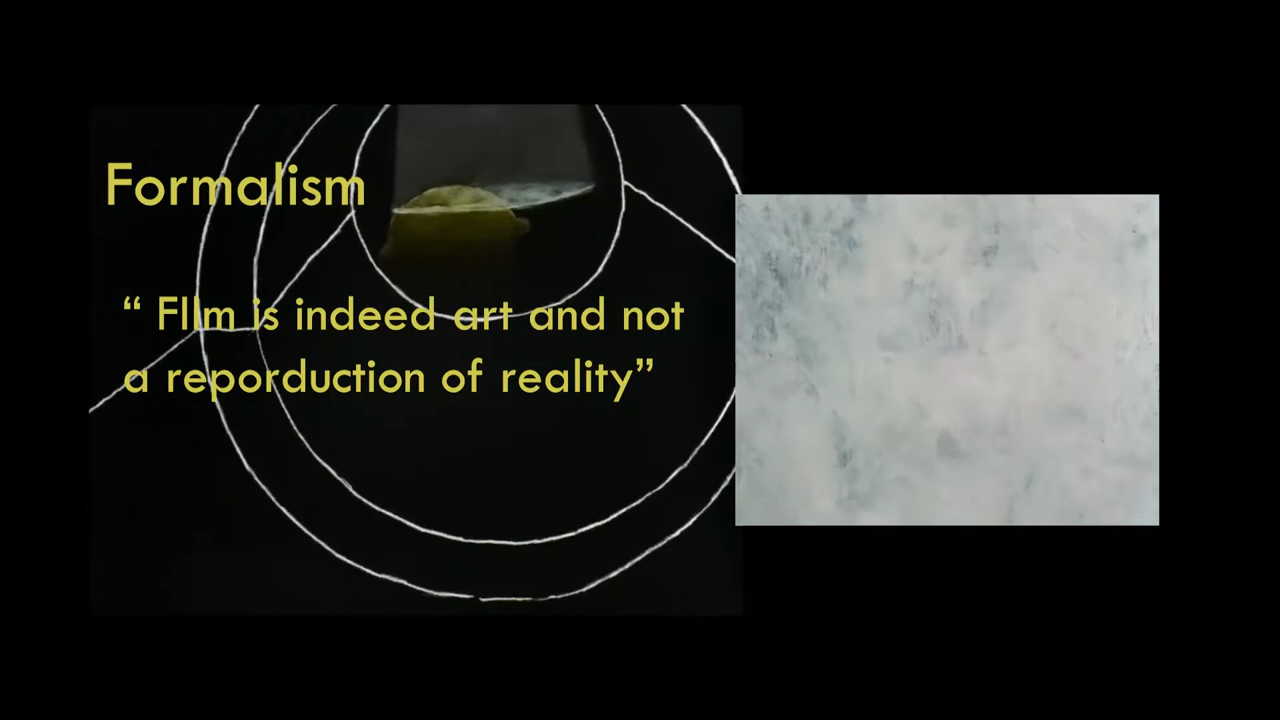 Formalism
“ FIlm is indeed art and not
a reporduction of reality”